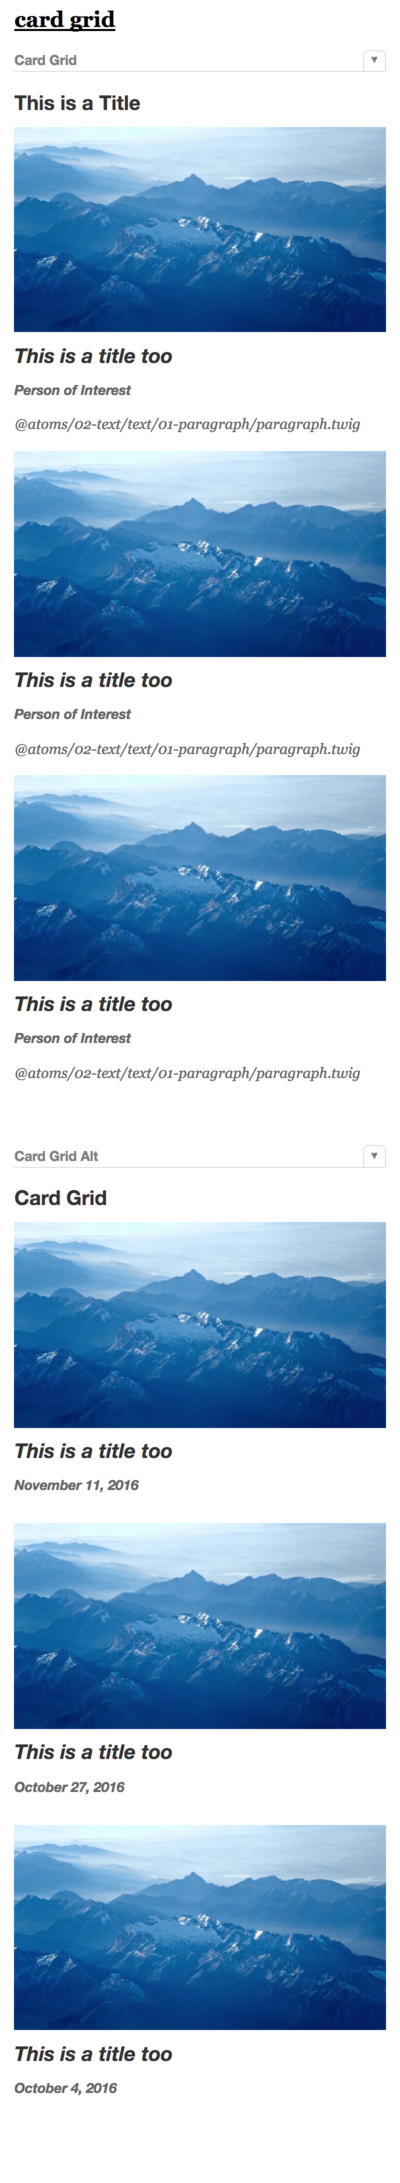 card grid
Card Grid
▼
This is a Title
This is a title too
Person of Interest
@atoms/02-text/text/01-paragraph/paragraph.twig
This is a title too
Person of Interest
@atoms/02-text/text/01-paragraph/paragraph.twig
This is a title too
Person of Interest
@atoms/02-text/text/01-paragraph/paragraph.twig
Card Grid Alt
▼
Card Grid
This is a title too
November 11, 2016
This is a title too
October 27, 2016
This is a title too
October 4, 2016